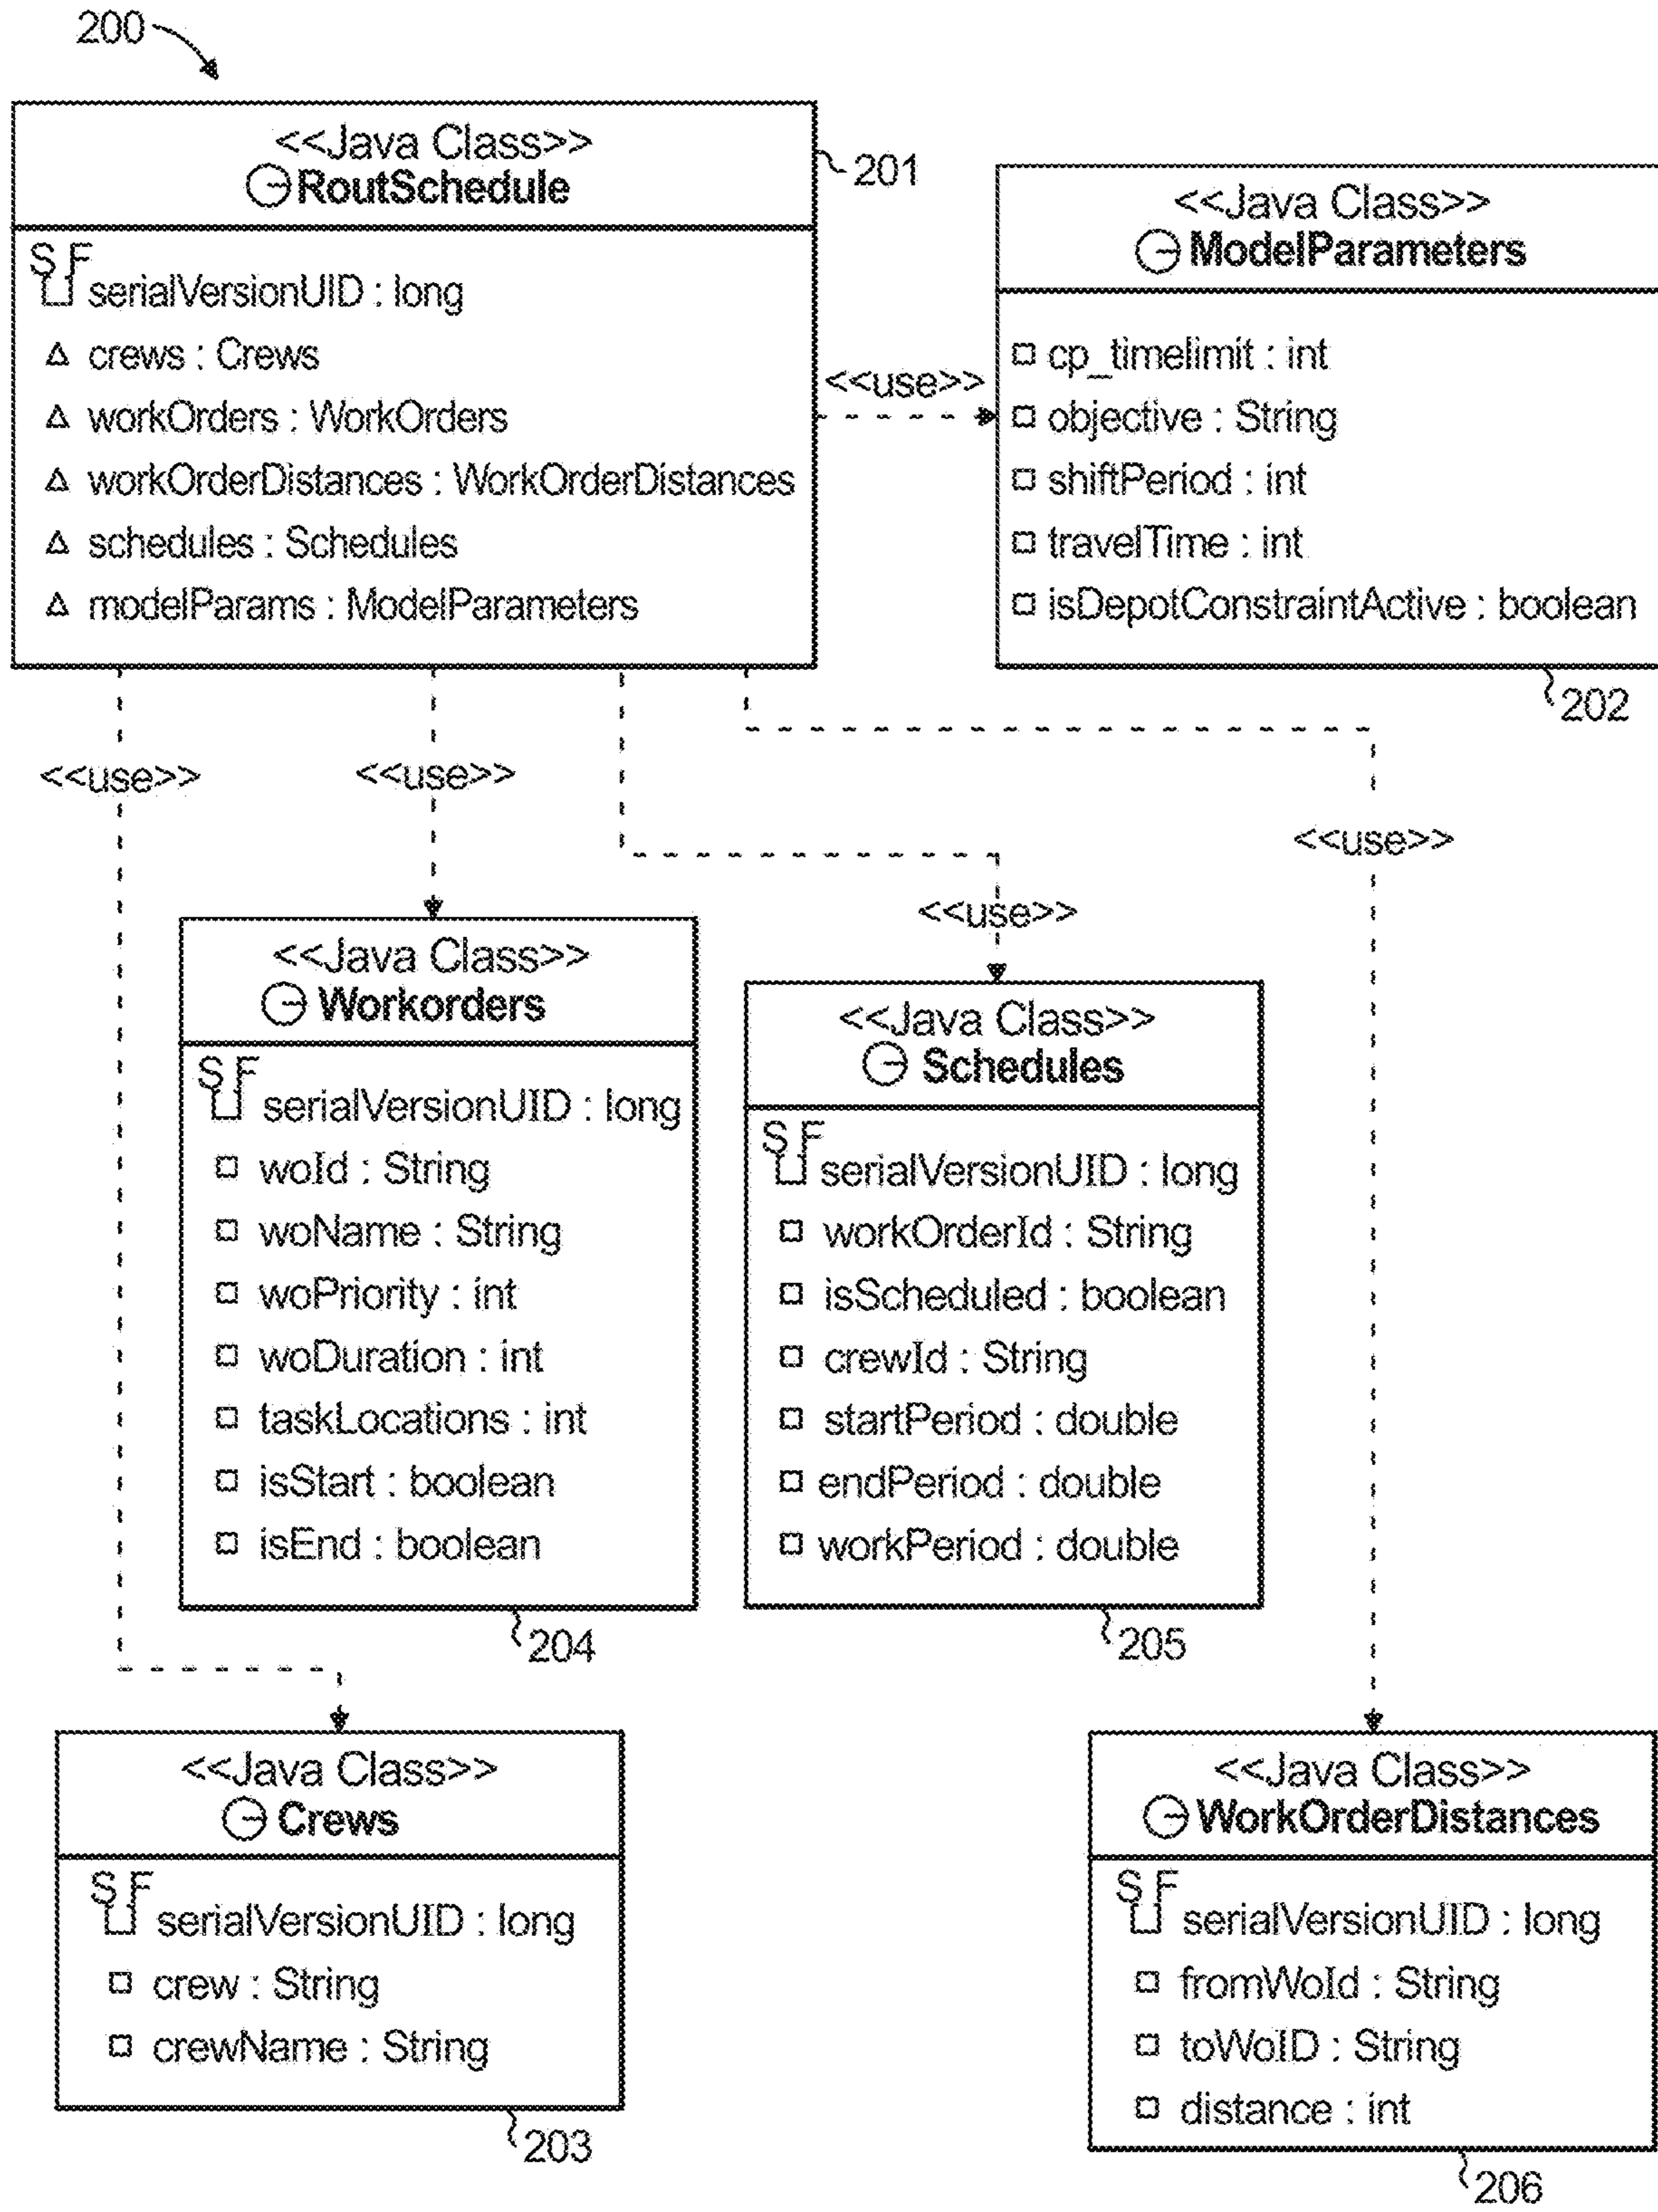 200
<<Java Class>>
RoutSchedule
201
S F
serialVersionUID : long
crews : Crews
workOrders : WorkOrders
workOrderDistances : WorkOrderDistances
schedules : Schedules
modelParams : ModelParameters
<<use>>
<<Java Class>>
ModelParameters
cp_timelimit : int
objective : String
shiftPeriod : int
travelTime : int
isDepotConstraintActive : boolean
202
<<use>>
<<use>>
<<use>>
<<use>>
<<Java Class>>
Workorders
S F
serialVersionUID : long
woId : String
woName : String
woPriority : int
woDuration : int
taskLocations : int
isStart : boolean
isEnd : boolean
204
<<Java Class>>
Schedules
S F
serialVersionUID : long
workOrderId : String
isScheduled : boolean
crewId : String
startPeriod : double
endPeriod : double
workPeriod : double
205
<<Java Class>>
Crews
S F
serialVersionUID : long
crew : String
crewName : String
203
<<Java Class>>
WorkOrderDistances
S F
serialVersionUID : long
fromWoId : String
toWoID : String
distance : int
206